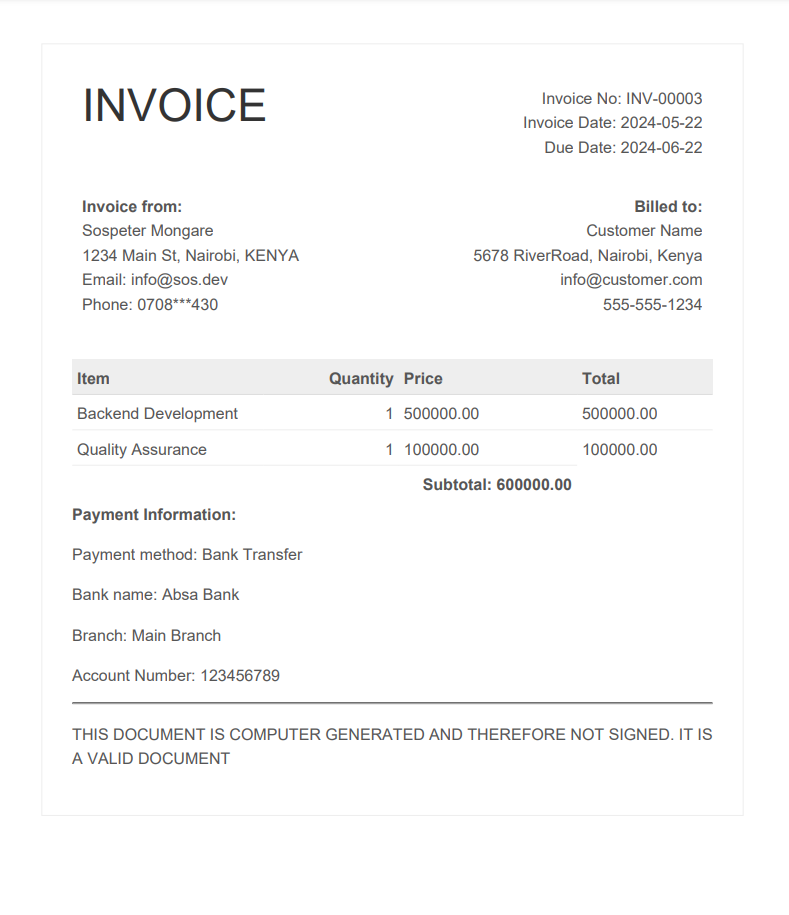 INVOICE
Invoice No: INV-00003
Invoice Date: 2024-05-22
Due Date: 2024-06-22
Invoice from:
Sospeter Mongare
1234 Main St, Nairobi, KENYA
Email: info@sos.dev
Phone: 0708***430
Billed to:
Customer Name
5678 RiverRoad, Nairobi, Kenya
info@customer.com
555-555-1234
Item Quantity Price Total
Backend Development 1 500000.00 500000.00
Quality Assurance 1 100000.00 100000.00
Subtotal: 600000.00
Payment Information:
Payment method: Bank Transfer
Bank name: Absa Bank
Branch: Main Branch
Account Number: 123456789
THIS DOCUMENT IS COMPUTER GENERATED AND THEREFORE NOT SIGNED. IT IS
A VALID DOCUMENT